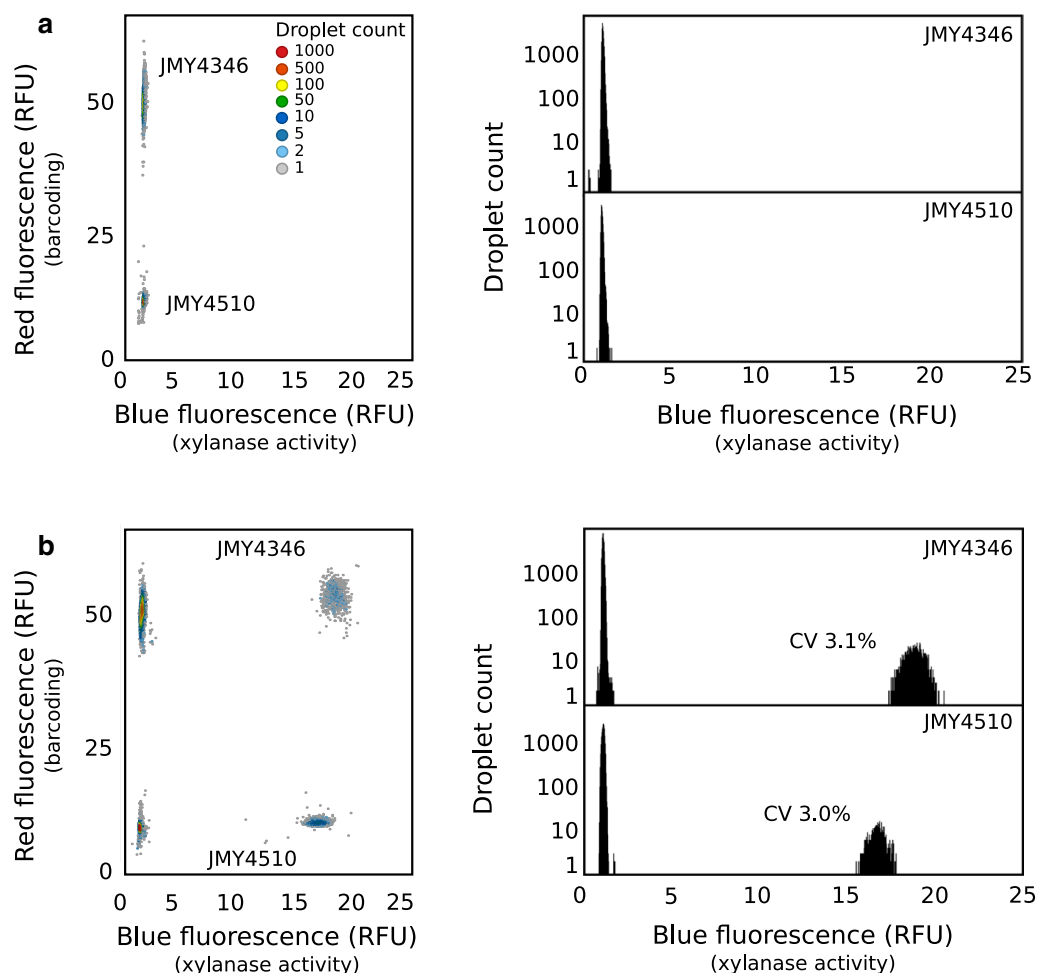 a
Droplet count
1000
500
100
50
10
5
2
1
JMY4346
JMY4510
Red fluorescence (RFU)
(barcoding)
50
25
0
0 5 10 15 20 25
Blue fluorescence (RFU)
(xylanase activity)
JMY4346
Droplet count
1000
100
10
1
JMY4510
1000
100
10
1
0 5 10 15 20 25
Blue fluorescence (RFU)
(xylanase activity)
b
JMY4346
JMY4510
Red fluorescence (RFU)
(barcoding)
50
25
0
0 5 10 15 20 25
Blue fluorescence (RFU)
(xylanase activity)
JMY4346
CV 3.1%
Droplet count
1000
100
10
1
JMY4510
CV 3.0%
1000
100
10
1
0 5 10 15 20 25
Blue fluorescence (RFU)
(xylanase activity)